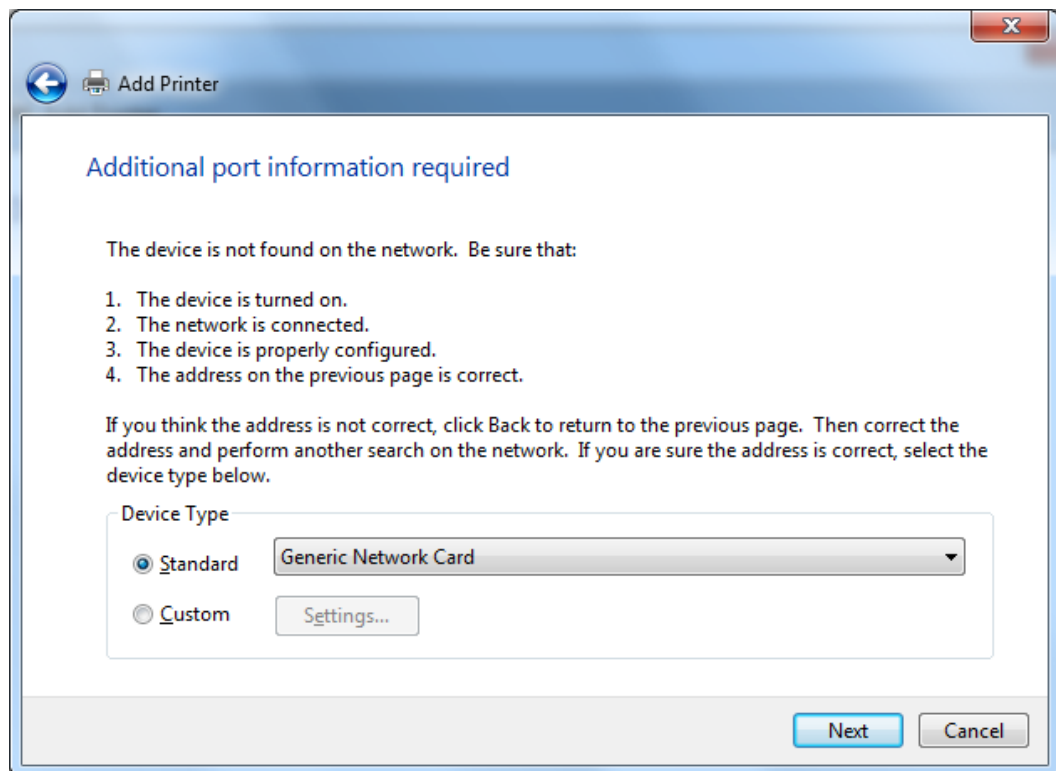 Add Printer
Additional port information required
The device is not found on the network.  Be sure that:
1.   The device is turned on.
2.   The network is connected.
3.   The device is properly configured.
4.   The address on the previous page is correct.
If you think the address is not correct, click Back to return to the previous page.  Then correct the
address and perform another search on the network.  If you are sure the address is correct, select the
device type below.
Device Type
Standard
Generic Network Card
Custom
Settings...
Next
Cancel